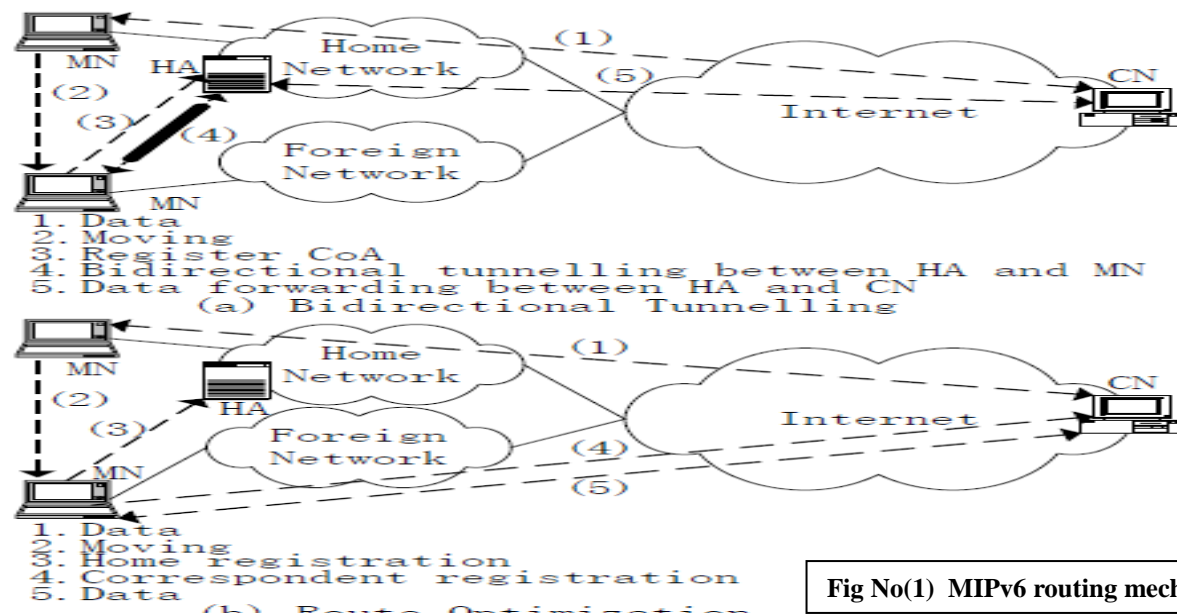 (1)
Home
MN
HA
Network
(5)
CN
(2)
(3)
(4)
Internet
Foreign
Network
MN
1. Data
2. Moving
3. Register CoA
4. Bidirectional tunnelling between HA and MN
5. Data forwarding between HA and CN
(a) Bidirectional Tunnelling
(1)
Home
MN
Network
CN
(2)
HA
Internet
(3)
Foreign
(4)
Network
MN
(5)
1. Data
2. Moving
3. Home registration
4. Correspondent registration
5. Data
Fig No(1) MIPv6 routing mech
(b) Route Optimization